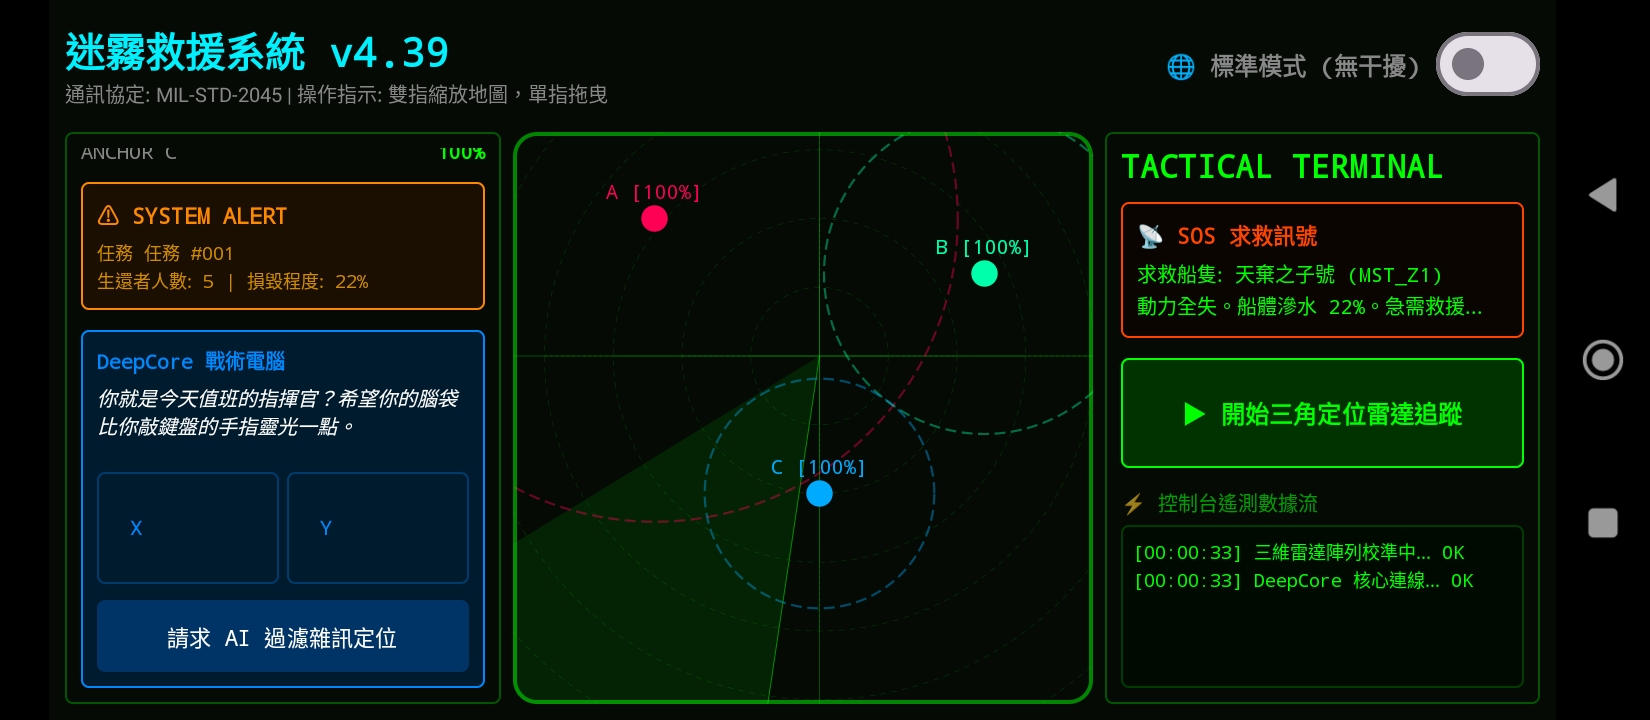 迷霧救援系統 v4.39
通訊協定: MIL-STD-2045 | 操作指示: 雙指縮放地圖，單指拖曳
🌐 標準模式 (無干擾)
ANCHOR C 100%
SYSTEM ALERT
任務 任務 #001
生還者人數: 5 | 損毀程度: 22%
DeepCore 戰術電腦
你就是今天值班的指揮官？希望你的腦袋
比你敲鍵盤的手指靈光一點。
X Y
請求 AI 過濾雜訊定位
A [100%]
B [100%]
C [100%]
TACTICAL TERMINAL
📡 SOS 求救訊號
求救船隻: 天棄之子號 (MST_Z1)
動力全失。船體滲水 22%。急需救援…
▶ 開始三角定位雷達追蹤
⚡ 控制台遙測數據流
[00:00:33] 三維雷達陣列校準中… OK
[00:00:33] DeepCore 核心連線… OK